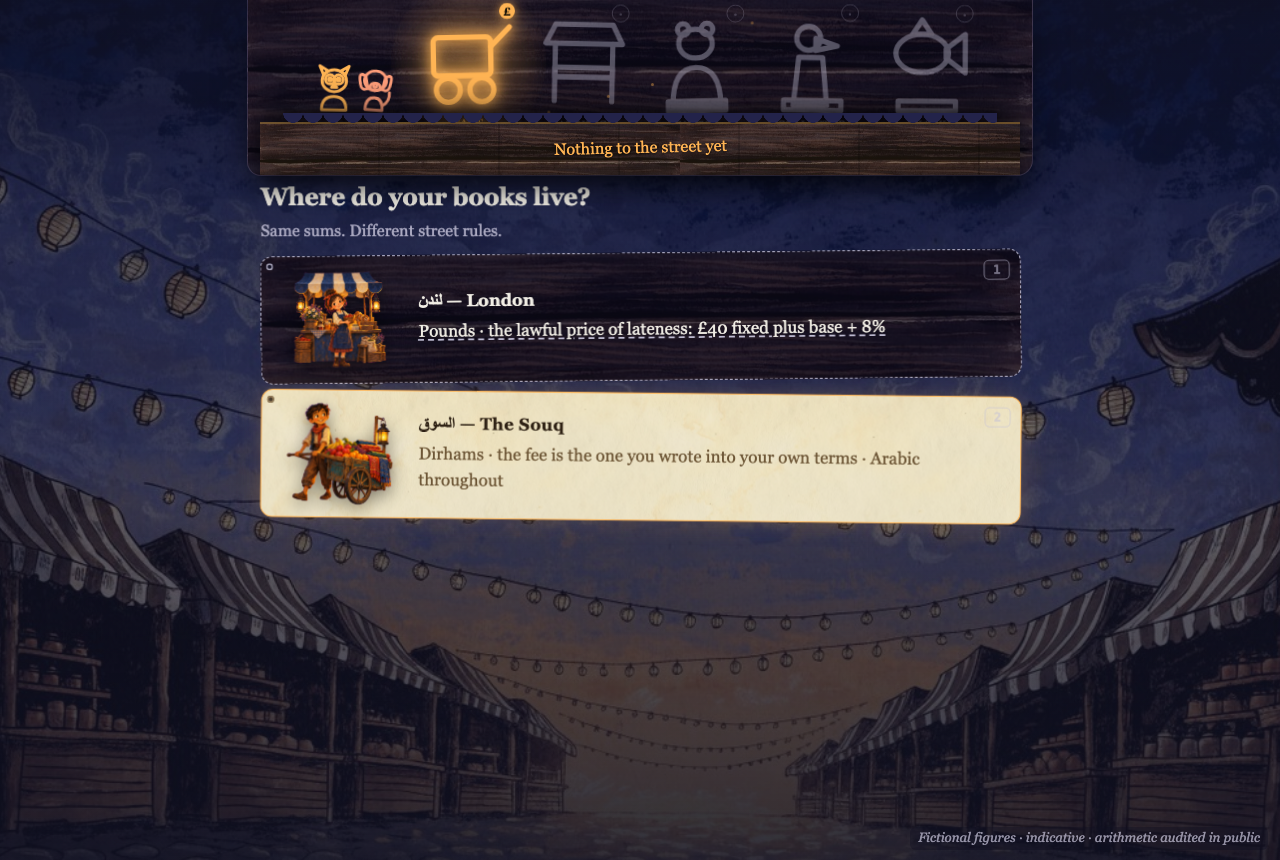 £
Nothing to the street yet
Where do your books live?
Same sums. Different street rules.
1
لندن — London
Pounds · the lawful price of lateness: £40 fixed plus base + 8%
2
السوق — The Souq
Dirhams · the fee is the one you wrote into your own terms · Arabic
throughout
Fictional figures · indicative · arithmetic audited in public